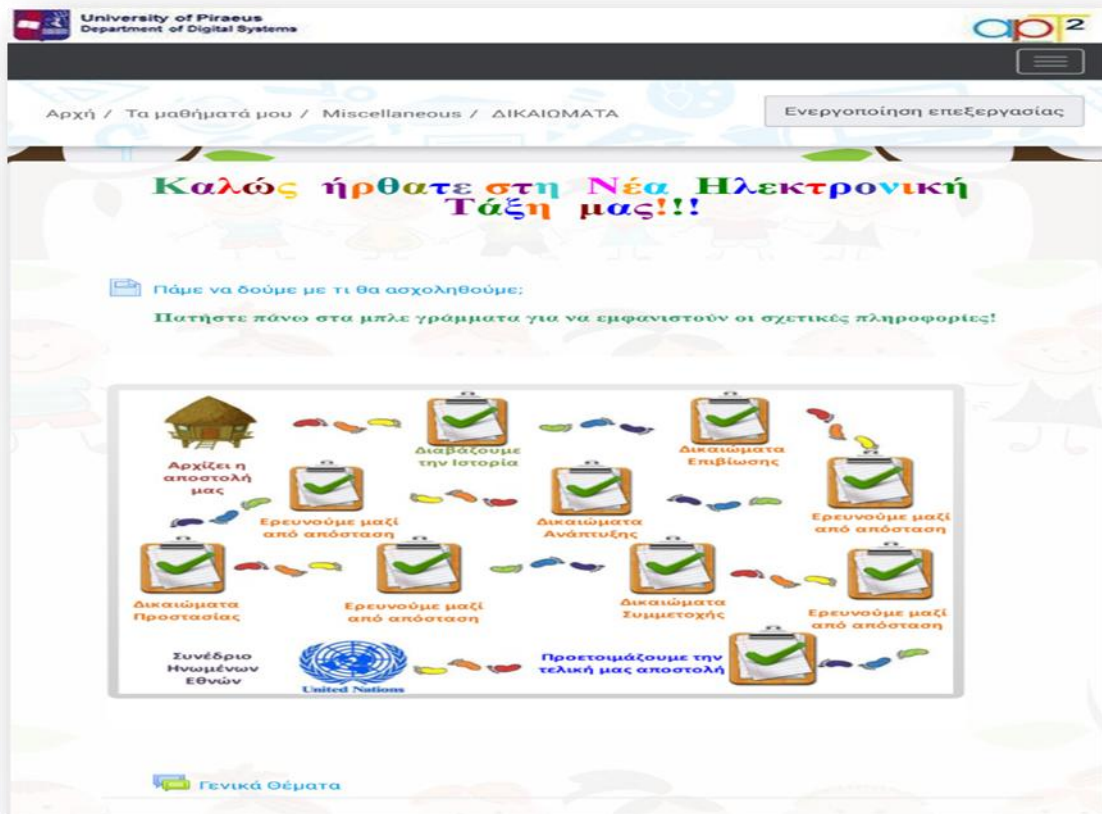 University of Piraeus
Department of Digital Systems
apT²
Αρχή / Τα μαθήματά μου / Miscellaneous / ΔΙΚΑΙΩΜΑΤΑ
Ενεργοποίηση επεξεργασίας
Καλώς ήρθατε στη Νέα Ηλεκτρονική
Τάξη μας!!!
Πάμε να δούμε με τι θα ασχοληθούμε;
Πατήστε πάνω στα μπλε γράμματα για να εμφανιστούν οι σχετικές πληροφορίες!
Αρχίζει η
αποστολή
μας
Διαβάζουμε
την Ιστορία
Δικαιώματα
Επιβίωσης
Ερευνούμε μαζί
από απόσταση
Δικαιώματα
Ανάπτυξης
Ερευνούμε μαζί
από απόσταση
Δικαιώματα
Προστασίας
Ερευνούμε μαζί
από απόσταση
Δικαιώματα
Συμμετοχής
Ερευνούμε μαζί
από απόσταση
Συνέδριο
Ηνωμένων
Εθνών
United Nations
Προετοιμάζουμε την
τελική μας αποστολή
Γενικά Θέματα